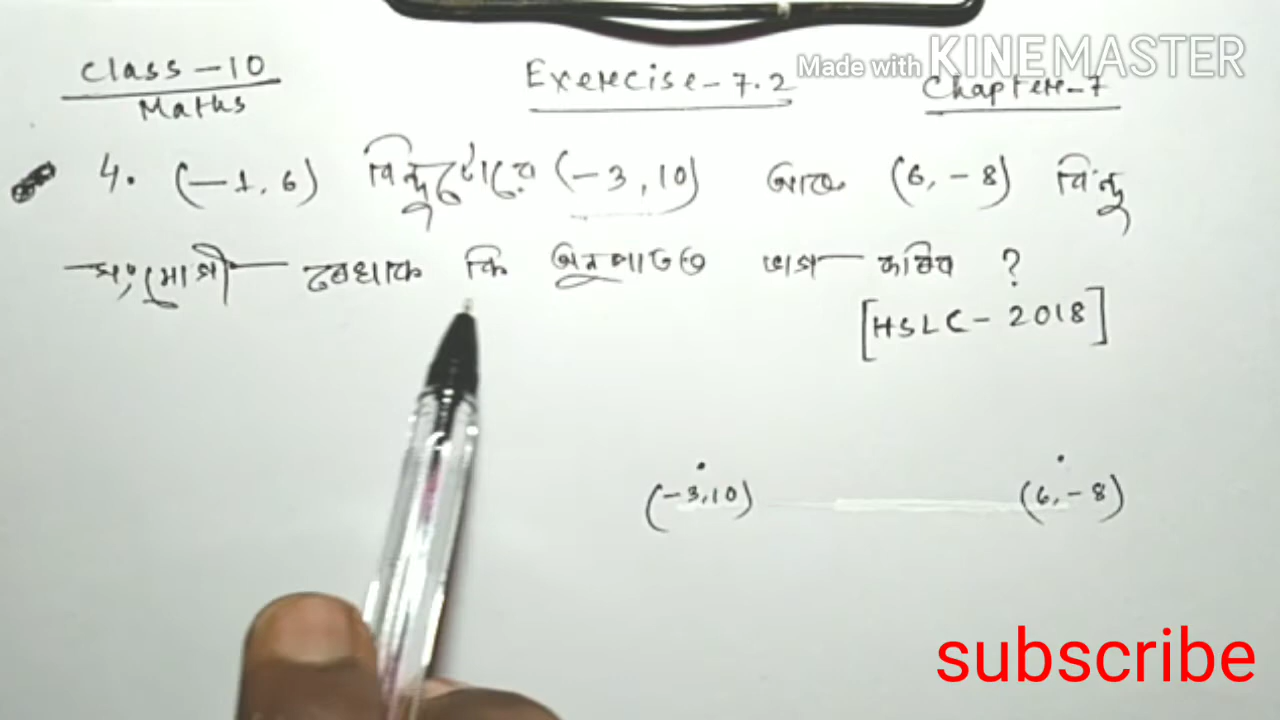 Class-10
Maths
Exercise-7.2
Chapter-7
Made with KINEMASTER
4. (-1, 6) বিন্দুটোৱে (-3, 10) আৰু (6, -8) বিন্দু
সংযোগী ৰেখাক কি অনুপাতত ভাগ কৰিব ?
[HSLC - 2018]
(-3,10) (6,-8)
subscribe